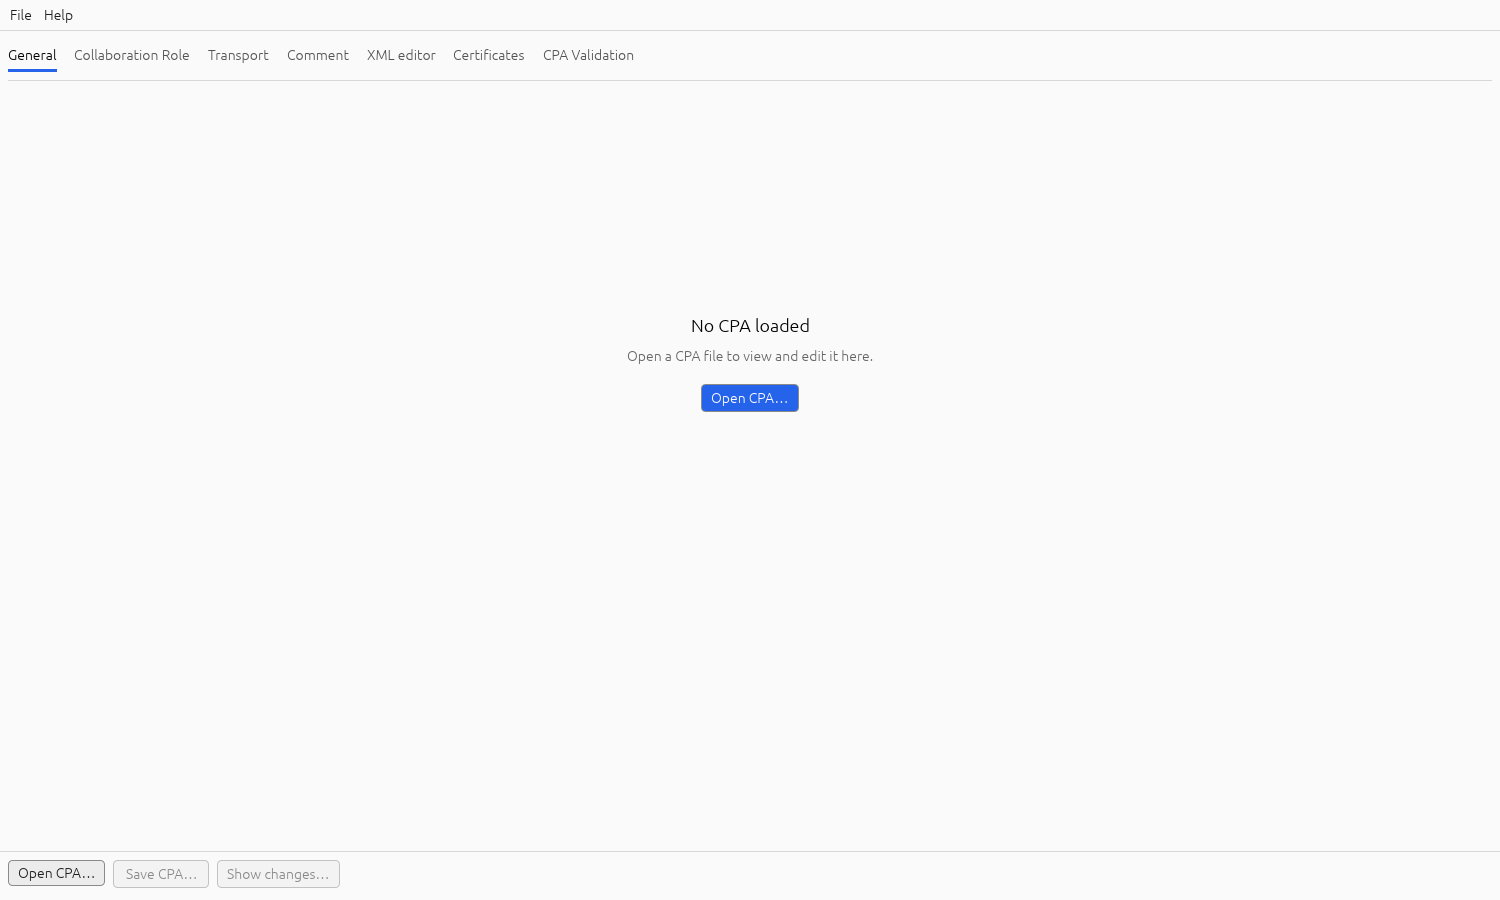 File Help
General Collaboration Role Transport Comment XML editor Certificates CPA Validation
No CPA loaded
Open a CPA file to view and edit it here.
Open CPA...
Open CPA... Save CPA... Show changes...